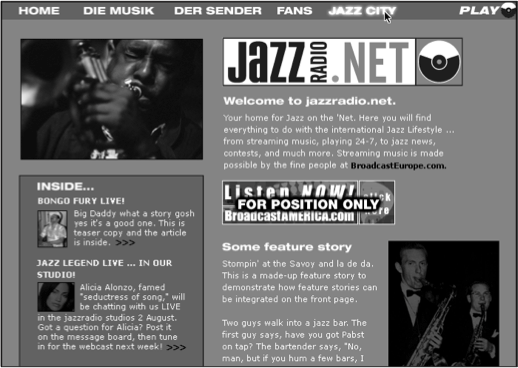 HOME DIE MUSIK DER SENDER FANS JAZZ CITY PLAY
JAZZ RADIO .NET
Welcome to jazzradio.net.
Your home for Jazz on the 'Net. Here you will find
everything to do with the international Jazz Lifestyle ...
from streaming music, playing 24-7, to jazz news,
contests, and much more. Streaming music is made
possible by the fine people at BroadcastEurope.com.
Listen NOW! click
FOR POSITION ONLY
BroadcastAMERICA.com here
INSIDE...
BONGO FURY LIVE!
Big Daddy what a story gosh
yes it's a good one. This is
teaser copy and the article
is inside. >>>
JAZZ LEGEND LIVE ... IN OUR
STUDIO!
Alicia Alonzo, famed
"seductress of song," will
be chatting with us LIVE
in the jazzradio studios 2 August.
Got a question for Alicia? Post it
on the message board, then tune
in for the webcast next week! >>>
Some feature story
Stompin' at the Savoy and la de da.
This is a made-up feature story to
demonstrate how feature stories can
be integrated on the front page.
Two guys walk into a jazz bar. The
first guy says, have you got Pabst
on tap? The bartender says, "No,
man, but if you hum a few bars, I